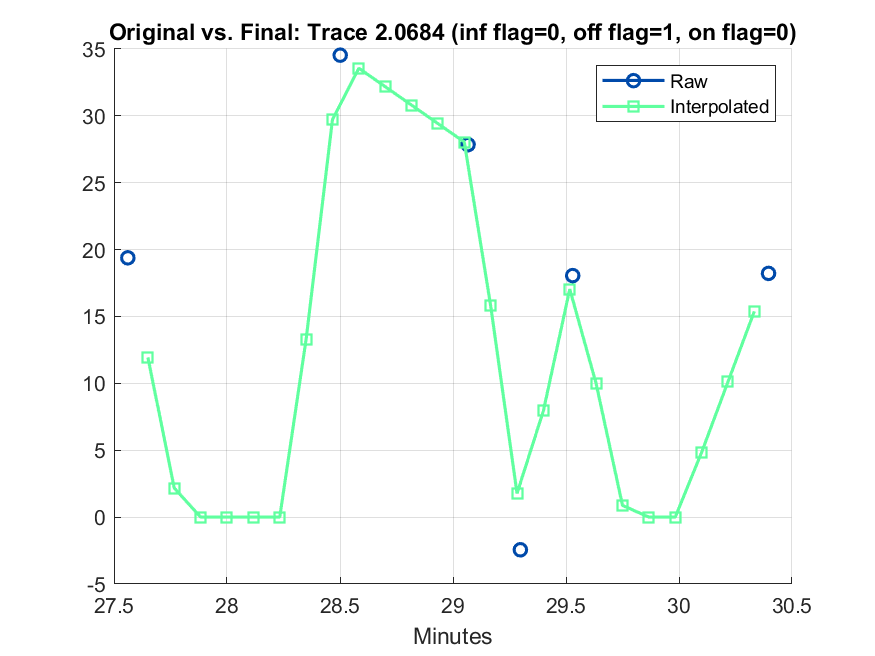 Original vs. Final: Trace 2.0684 (inf flag=0, off flag=1, on flag=0)
35
30
25
20
15
10
5
0
-5
27.5 28 28.5 29 29.5 30 30.5
Minutes
Raw
Interpolated